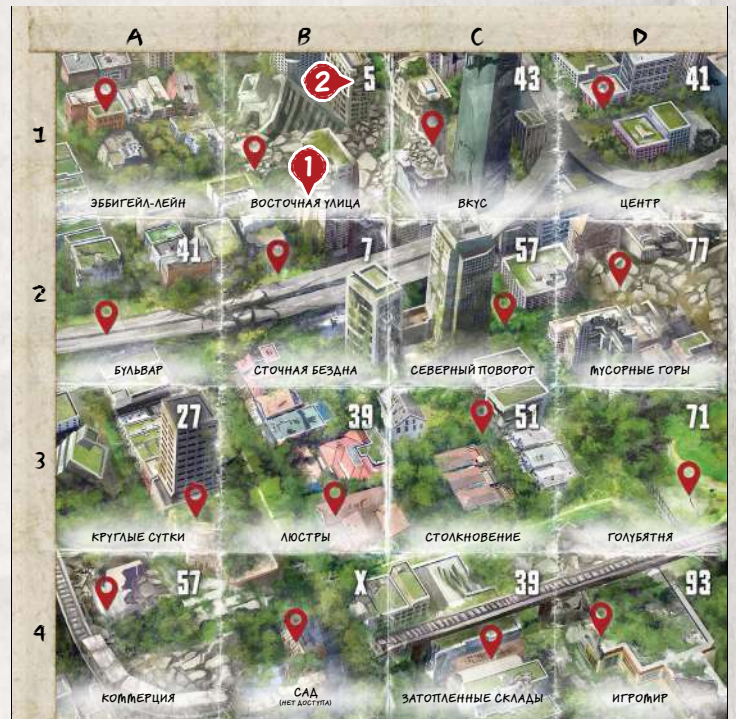 A B C D
1
2 5 43 41
1
ЭББИГЕЙЛ-ЛЕЙН ВОСТОЧНАЯ УЛИЦА ВКУС ЦЕНТР
2
41 7 57 77
БУЛЬВАР СТОЧНАЯ БЕЗДНА СЕВЕРНЫЙ ПОВОРОТ МУСОРНЫЕ ГОРЫ
3
27 39 51 71
КРУГЛЫЕ СУТКИ ЛЮСТРЫ СТОЛКНОВЕНИЕ ГОЛУБЯТНЯ
4
57 X 39 93
КОММЕРЦИЯ САД ЗАТОПЛЕННЫЕ СКЛАДЫ ИГРОМИР
(НЕТ ДОСТУПА)